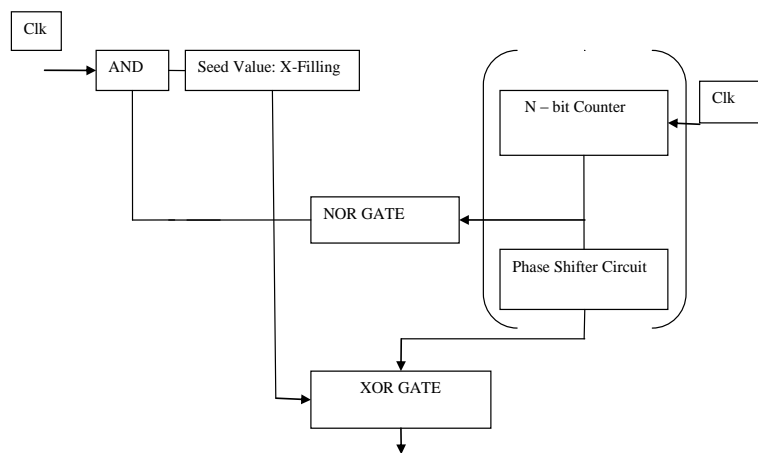 Clk
AND
Seed Value: X-Filling
N – bit Counter
Clk
NOR GATE
Phase Shifter Circuit
XOR GATE